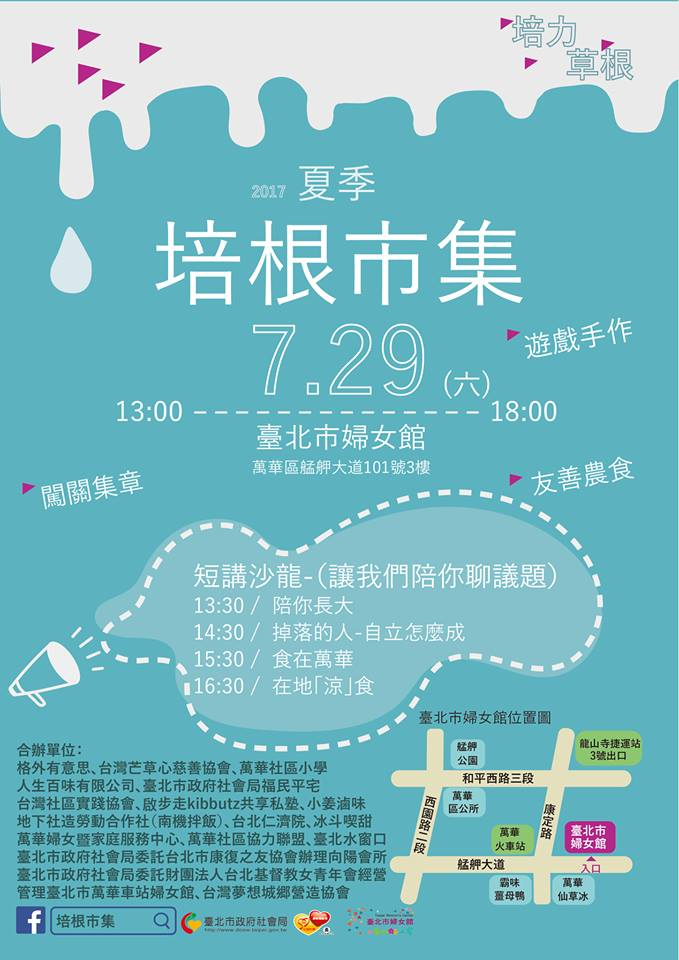 培力
草根
2017 夏季
培根市集
7.29(六)
遊戲手作
13:00 18:00
臺北市婦女館
萬華區艋舺大道101號3樓
闖關集章
友善農食
短講沙龍-(讓我們陪你聊議題)
13:30 / 陪你長大
14:30 / 掉落的人-自立怎麼成
15:30 / 食在萬華
16:30 / 在地「涼」食
臺北市婦女館位置圖
艋舺
公園
龍山寺捷運站
3號出口
和平西路三段
萬華
區公所
西園路二段
康定路
萬華
火車站
臺北市
婦女館
艋舺大道
入口
霸味
薑母鴨
萬華
仙草冰
合辦單位:
格外有意思、台灣芒草心慈善協會、萬華社區小學
人生百味有限公司、臺北市政府社會局福民平宅
台灣社區實踐協會、啟步走kibbutz共享私塾、小姜滷味
地下社造勞動合作社(南機拌飯)、台北仁濟院、冰斗喫甜
萬華婦女暨家庭服務中心、萬華社區協力聯盟、臺北水窗口
臺北市政府社會局委託台北市康復之友協會辦理向陽會所
臺北市政府社會局委託財團法人台北基督教女青年會經營
管理臺北市萬華車站婦女館、台灣夢想城鄉營造協會
f 培根市集
臺北市政府社會局
http://www.dosw.taipei.gov.tw
臺北市婦女館